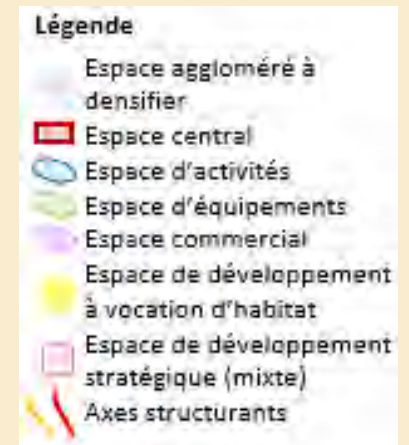 Légende
Espace aggloméré à
densifier
Espace central
Espace d'activités
Espace d'équipements
Espace commercial
Espace de développement
à vocation d'habitat
Espace de développement
stratégique (mixte)
Axes structurants